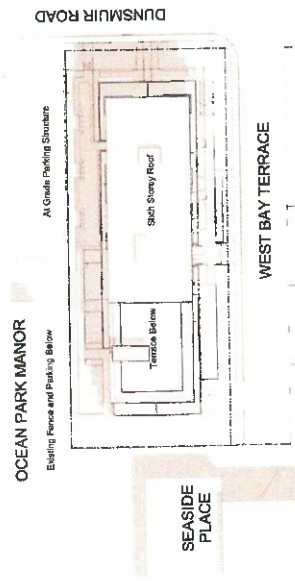 DUNSMUIR ROAD
OCEAN PARK MANOR
At Grade Parking Structure
Existing Fence and Parking Below
Sixth Storey Roof
Terrace Below
WEST BAY TERRACE
SEASIDE
PLACE